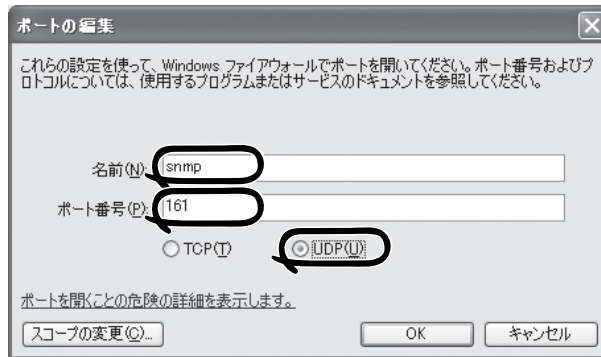 ポートの編集
これらの設定を使って、Windows ファイアウォールでポートを開いてください。ポート番号およびプ
ロトコルについては、使用するプログラムまたはサービスのドキュメントを参照してください。
名前(N): snmp
ポート番号(P): 161
TCP(T) UDP(U)
ポートを開くことの危険の詳細を表示します。
スコープの変更(C)... OK キャンセル